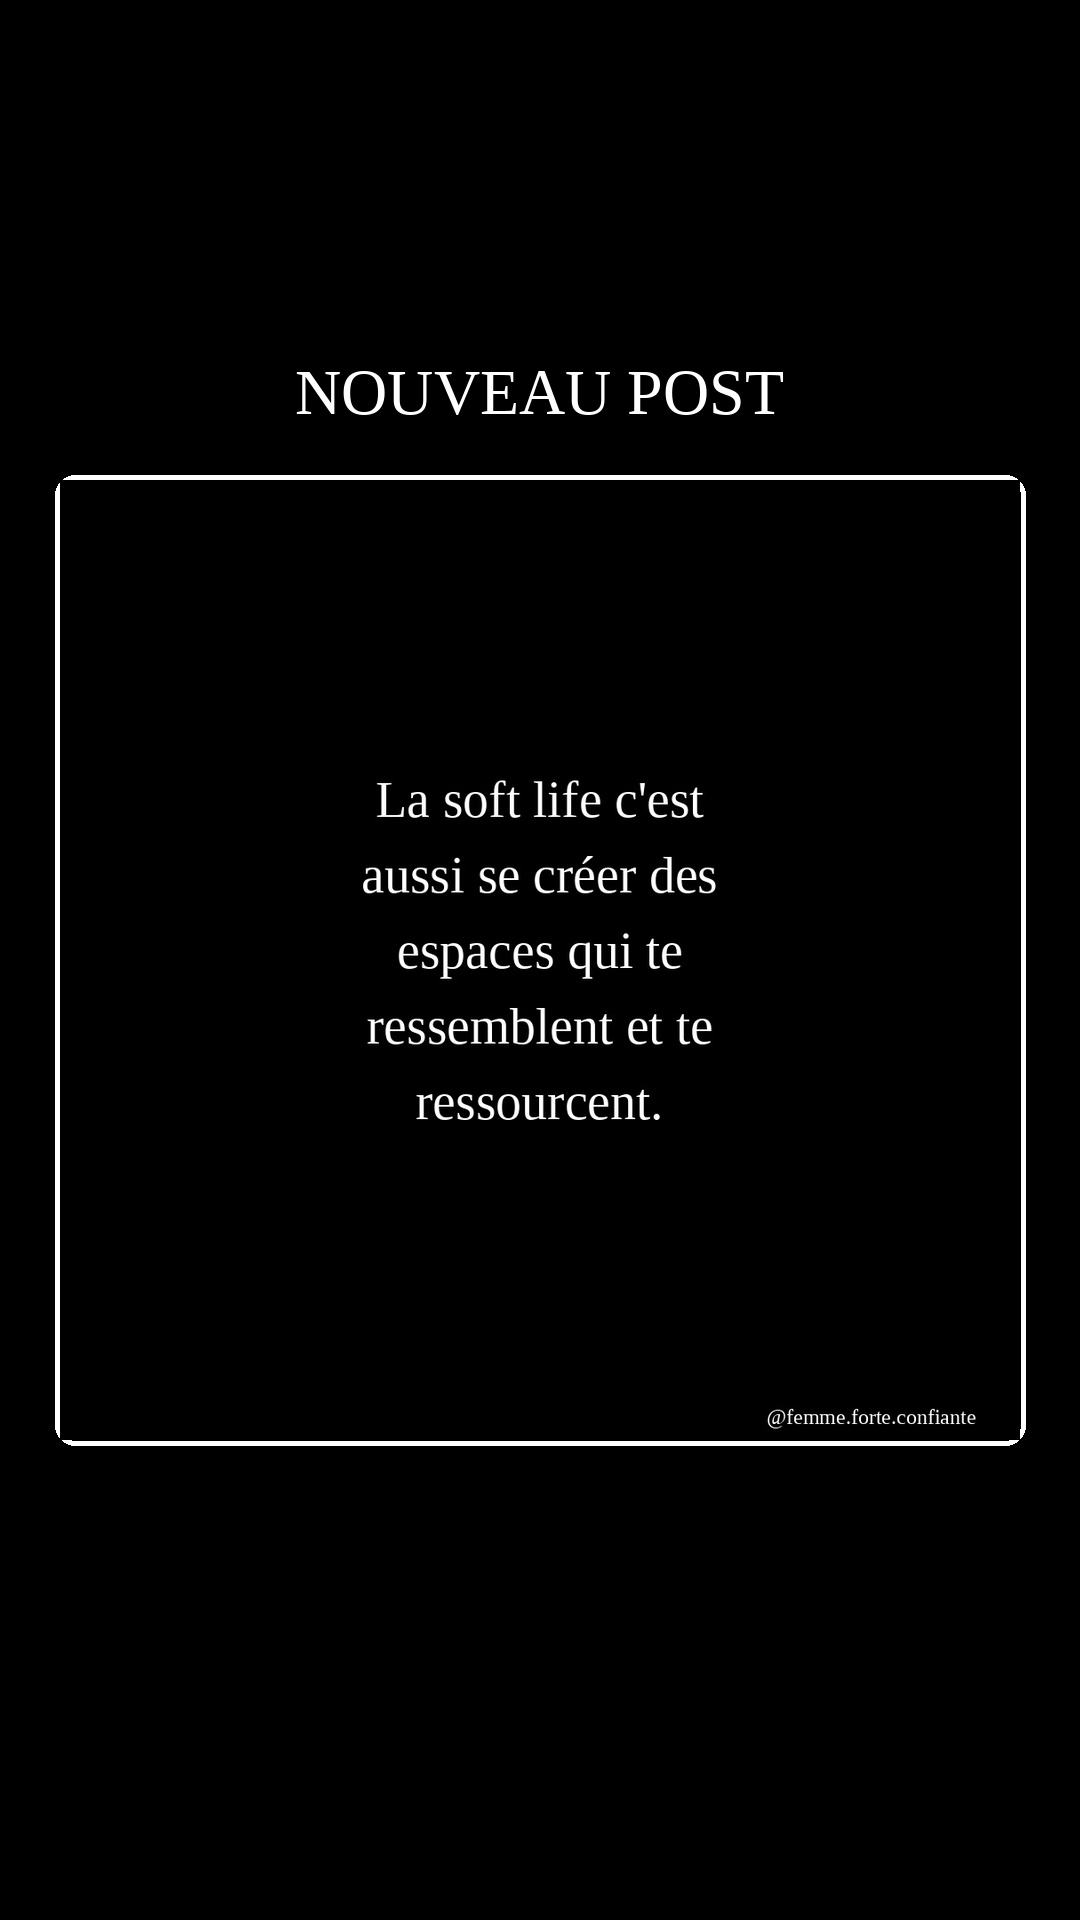 NOUVEAU POST
La soft life c'est
aussi se créer des
espaces qui te
ressemblent et te
ressourcent.
@femme.forte.confiante